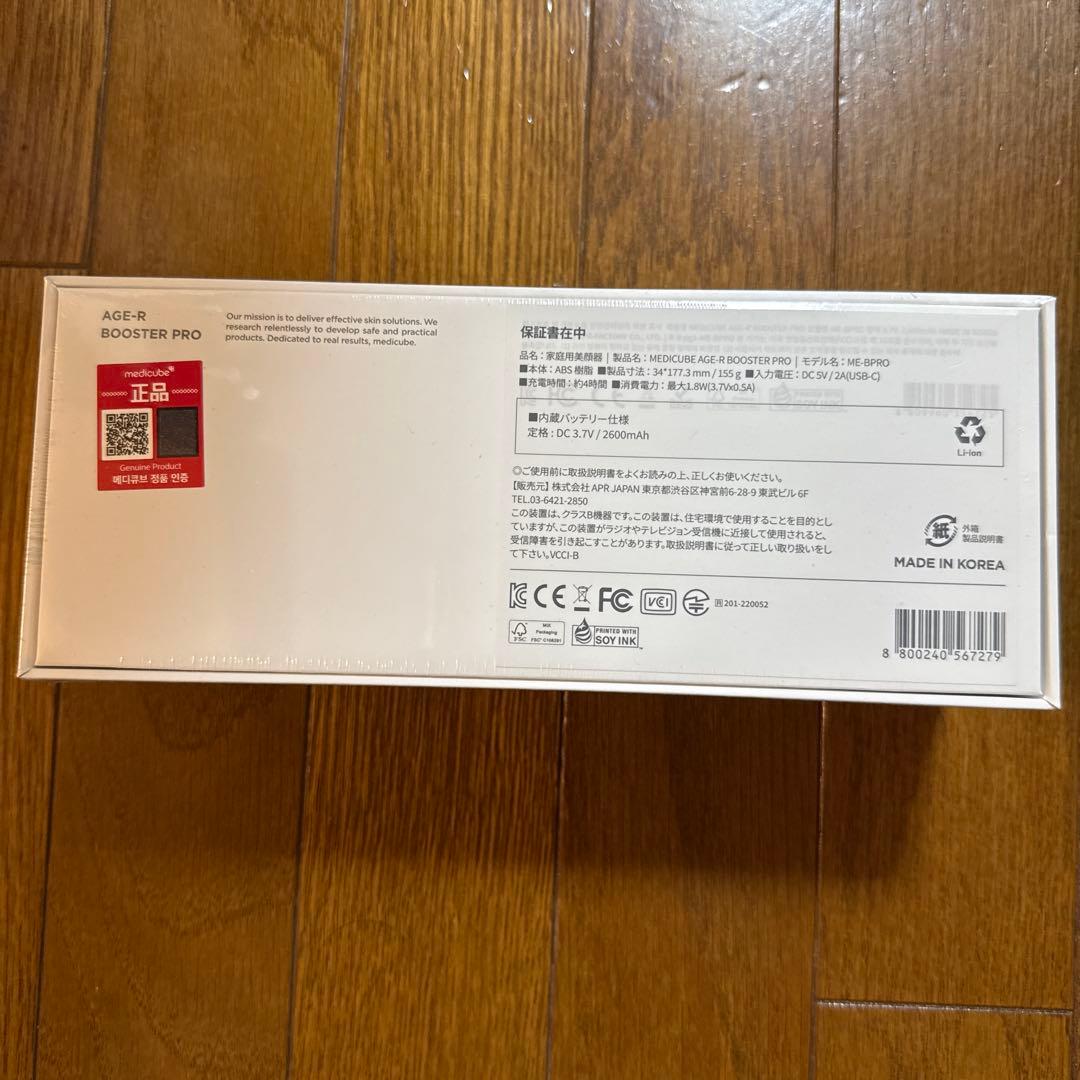 AGE-R
BOOSTER PRO
Our mission is to deliver effective skin solutions. We
research relentlessly to develop safe and practical
products. Dedicated to real results, medicube.
medicube
正品
Genuine Product
메디큐브 정품 인증
保証書在中
品名：家庭用美顔器 | 製品名：MEDICUBE AGE-R BOOSTER PRO | モデル名：ME-BPRO
■本体：ABS 樹脂 ■製品寸法：34*177.3 mm / 155 g ■入力電圧：DC 5V / 2A(USB-C)
■充電時間：約4時間 ■消費電力：最大1.8W(3.7Vx0.5A)
■内蔵バッテリー仕様
定格 : DC 3.7V / 2600mAh
Li-ion
◎ご使用前に取扱説明書をよくお読みの上、正しくお使いください。
【販売元】株式会社 APR JAPAN 東京都渋谷区神宮前6-28-9 東武ビル 6F
TEL.03-6421-2850
この装置は、クラスB機器です。この装置は、住宅環境で使用することを目的とし
ていますが、この装置がラジオやテレビジョン受信機に近接して使用されると、
受信障害を引き起こすことがあります。取扱説明書に従って正しい取り扱いをし
て下さい。VCCI-B
紙
外箱
製品説明書
MADE IN KOREA
CE FC VCI 201-220052
FSC
MIX
Packaging
FSC® C108291
PRINTED WITH
SOY INK™
8 800240 567279